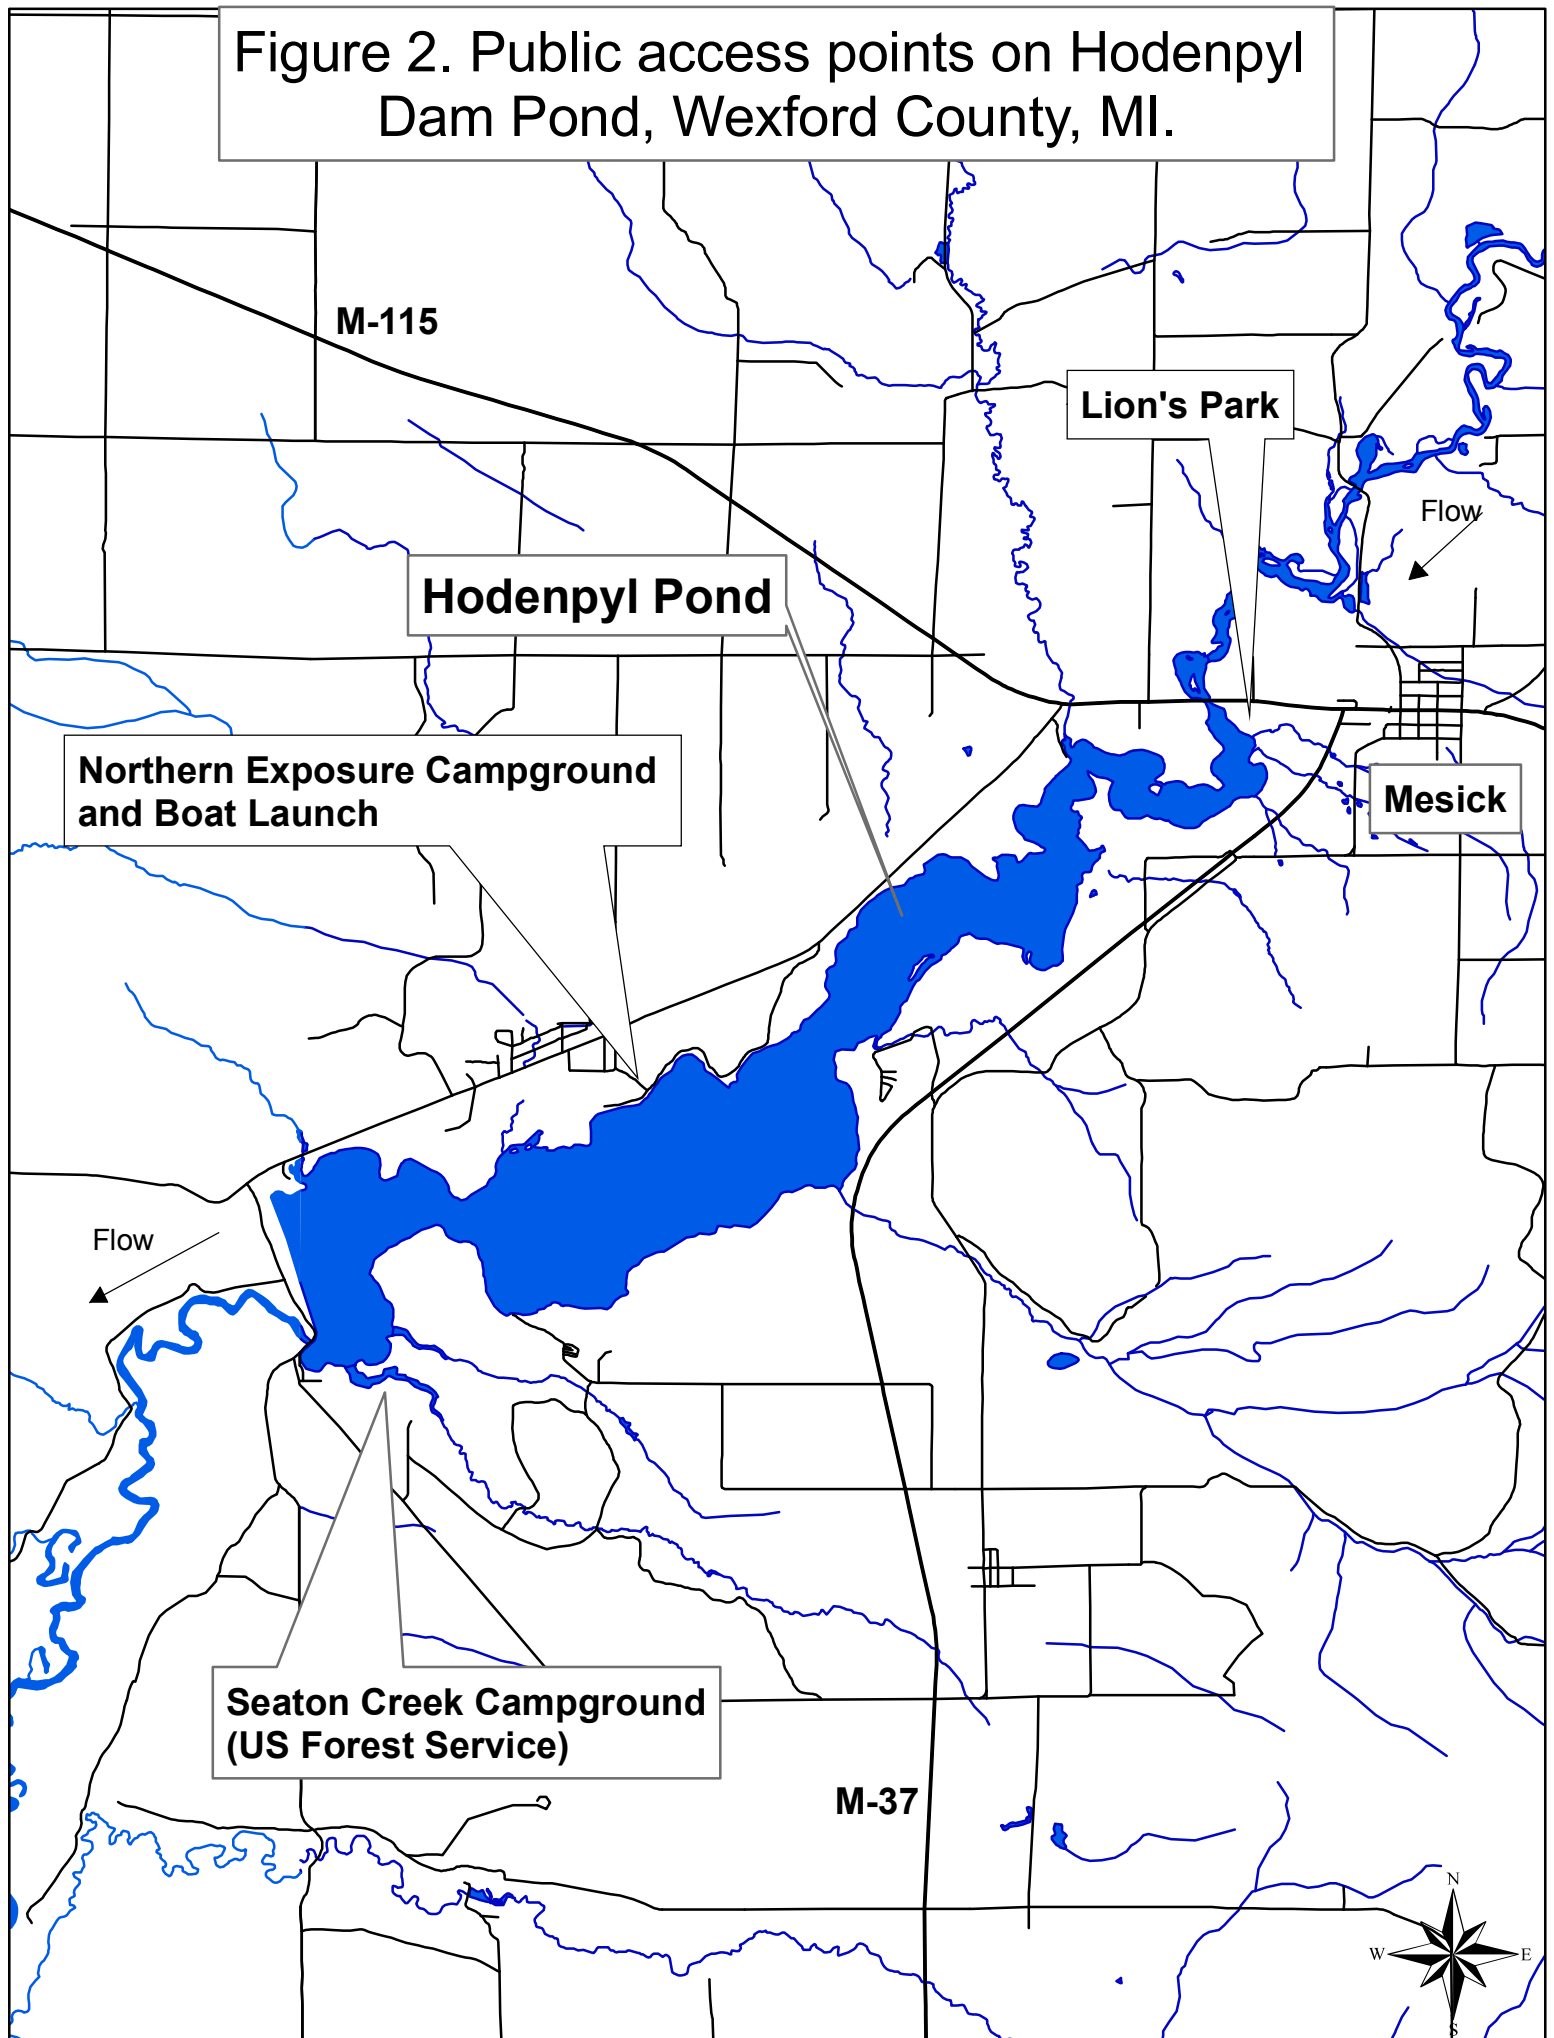 Figure 2. Public access points on Hodenpyl
Dam Pond, Wexford County, MI.
M-115
Lion's Park
Flow
Hodenpyl Pond
Northern Exposure Campground
and Boat Launch
Mesick
Flow
Seaton Creek Campground
(US Forest Service)
M-37
N
W
E
S